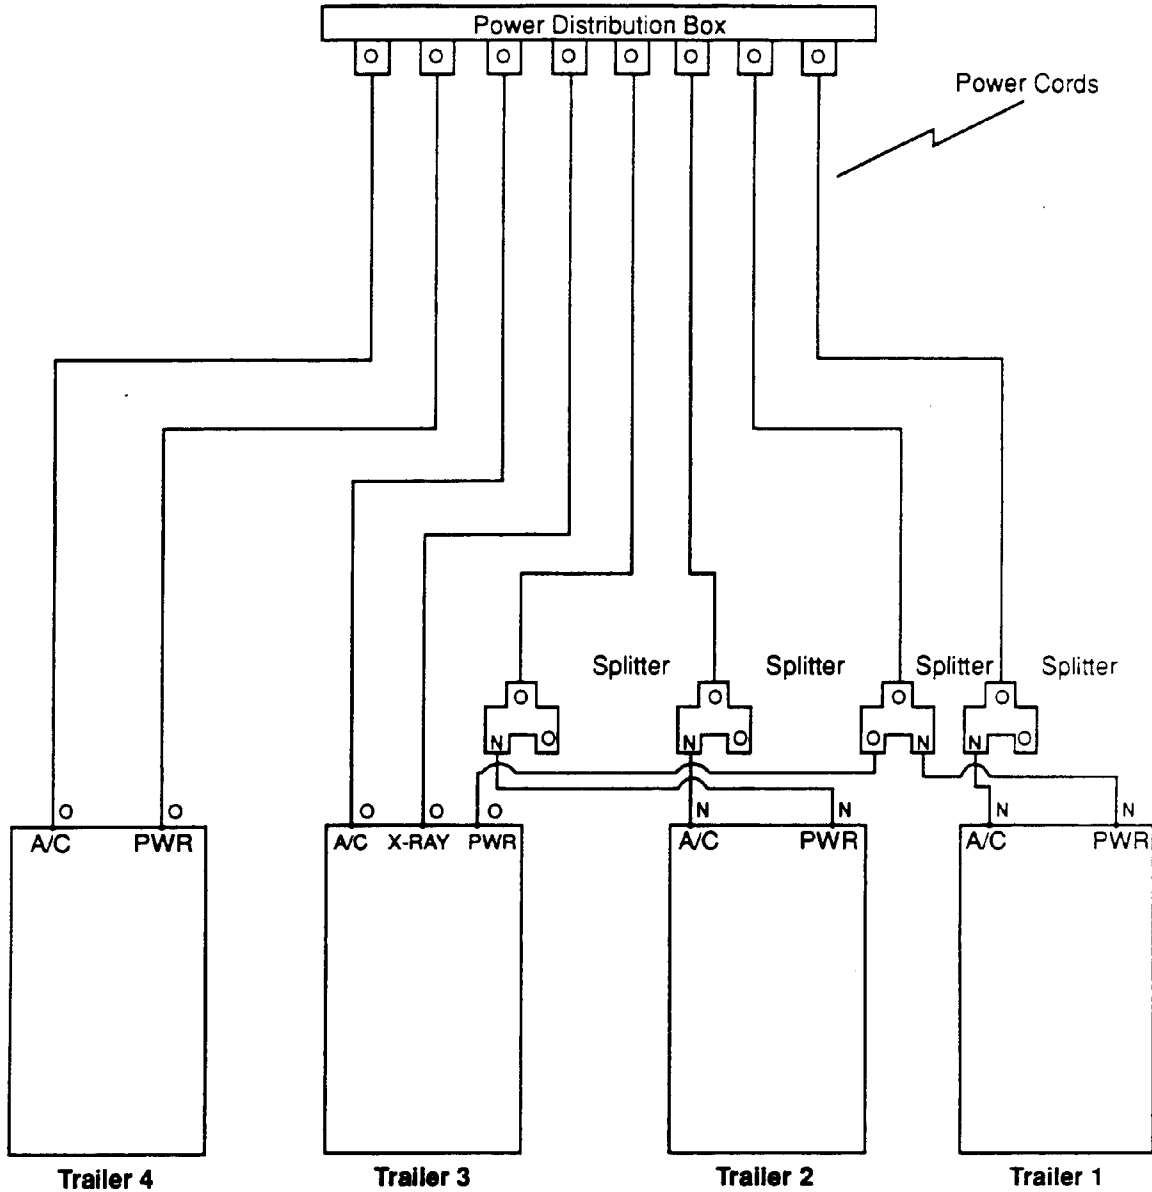 Power Distribution Box
O O O O O O O O
Power Cords
Splitter Splitter Splitter Splitter
O O O O
N O N O O N N O
O O O O O N N N N
A/C PWR A/C X-RAY PWR A/C PWR A/C PWR
Trailer 4 Trailer 3 Trailer 2 Trailer 1